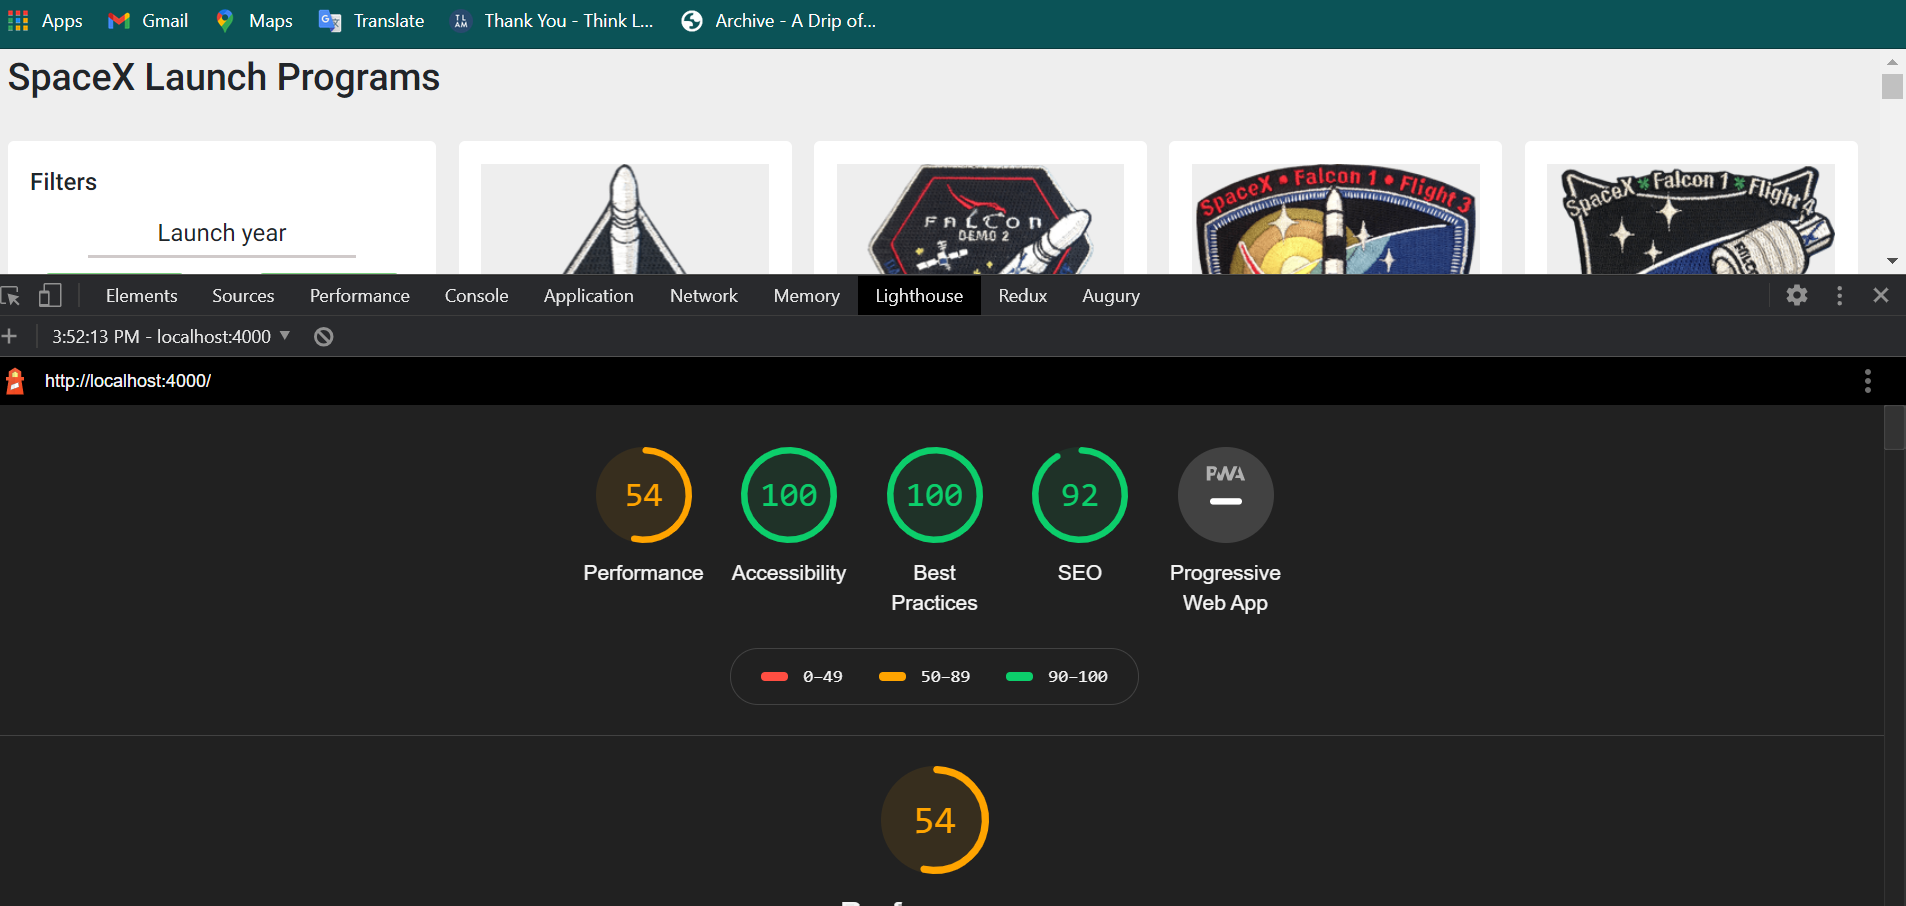 Apps Gmail Maps Translate TL AM Thank You - Think L... Archive - A Drip of...
SpaceX Launch Programs
Filters
Launch year
FALCON
DEMO 2
SpaceX • Falcon 1 • Flight 3
SpaceX Falcon 1 Flight 4
Elements Sources Performance Console Application Network Memory Lighthouse Redux Augury
3:52:13 PM - localhost:4000
http://localhost:4000/
54 100 100 92 PWA
Performance Accessibility Best Practices SEO Progressive Web App
0–49 50–89 90–100
54